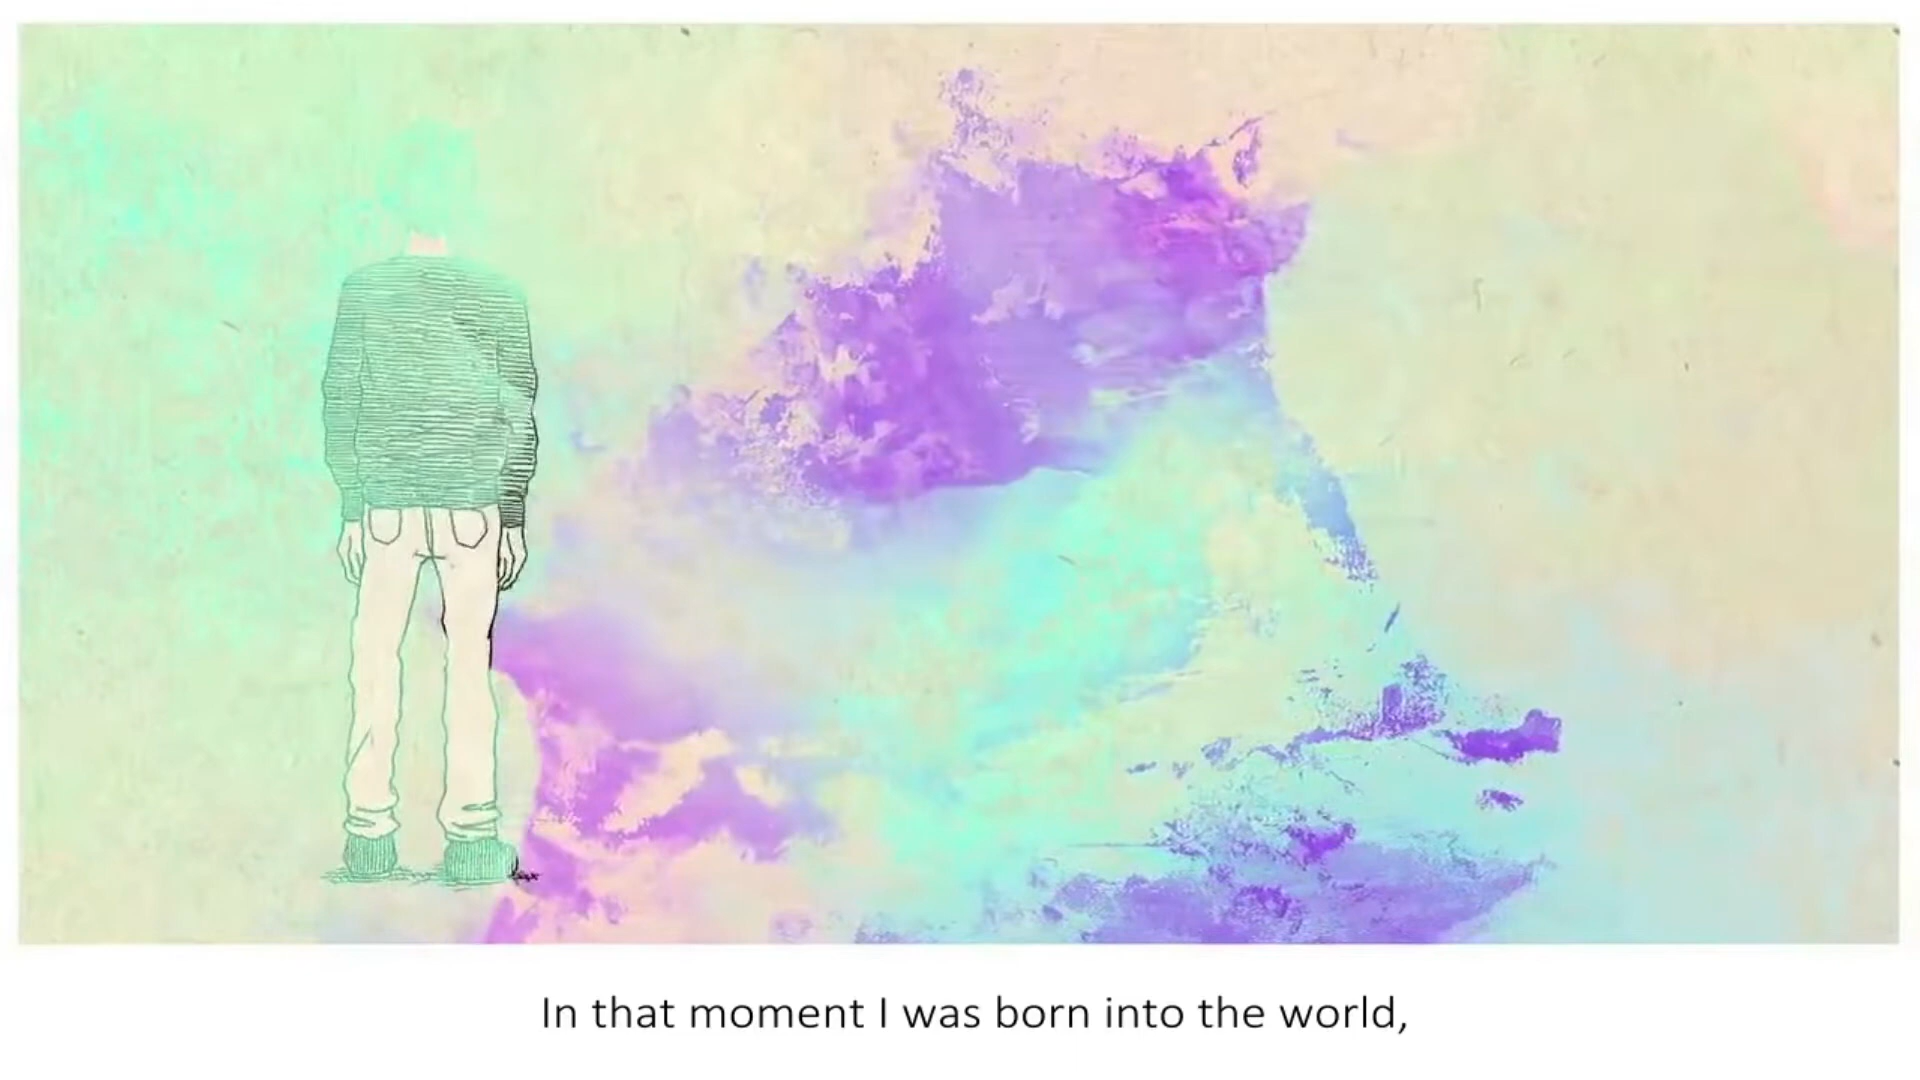 In that moment I was born into the world,